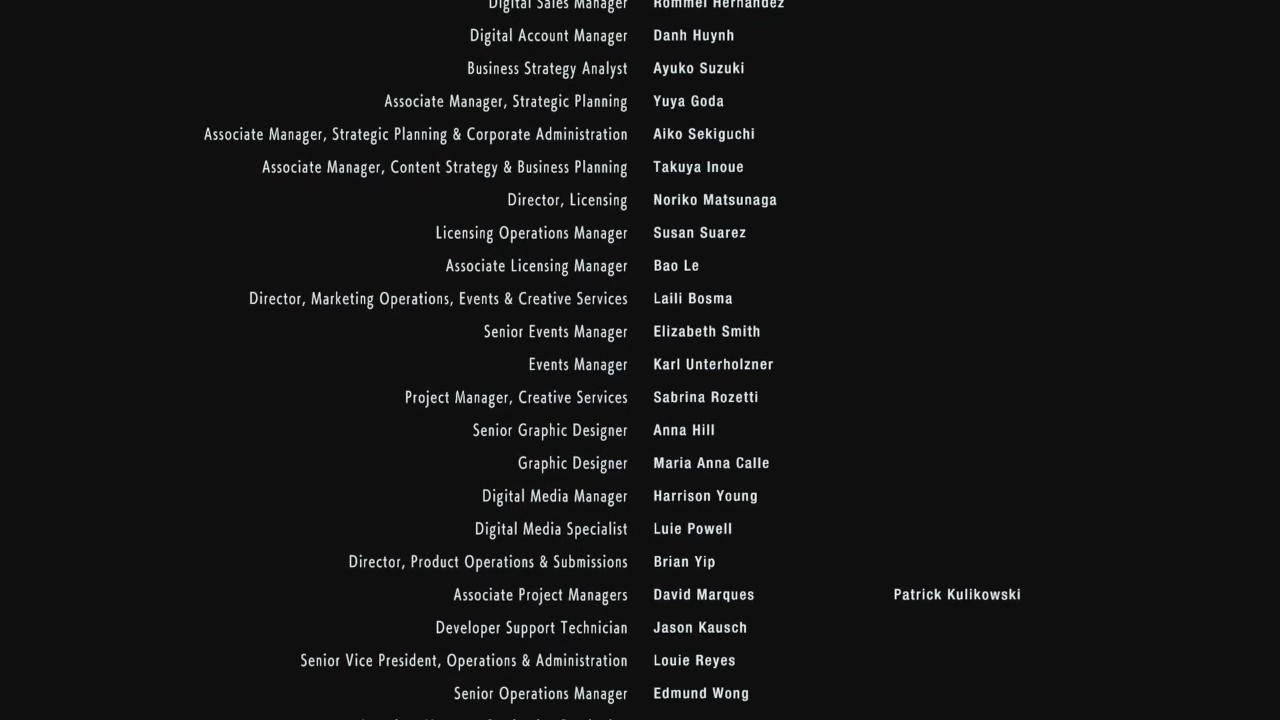 Digital Sales Manager Rommel Hernandez
Digital Account Manager Danh Huynh
Business Strategy Analyst Ayuko Suzuki
Associate Manager, Strategic Planning Yuya Goda
Associate Manager, Strategic Planning & Corporate Administration Aiko Sekiguchi
Associate Manager, Content Strategy & Business Planning Takuya Inoue
Director, Licensing Noriko Matsunaga
Licensing Operations Manager Susan Suarez
Associate Licensing Manager Bao Le
Director, Marketing Operations, Events & Creative Services Laili Bosma
Senior Events Manager Elizabeth Smith
Events Manager Karl Unterholzner
Project Manager, Creative Services Sabrina Rozetti
Senior Graphic Designer Anna Hill
Graphic Designer Maria Anna Calle
Digital Media Manager Harrison Young
Digital Media Specialist Luie Powell
Director, Product Operations & Submissions Brian Yip
Associate Project Managers David Marques Patrick Kulikowski
Developer Support Technician Jason Kausch
Senior Vice President, Operations & Administration Louie Reyes
Senior Operations Manager Edmund Wong